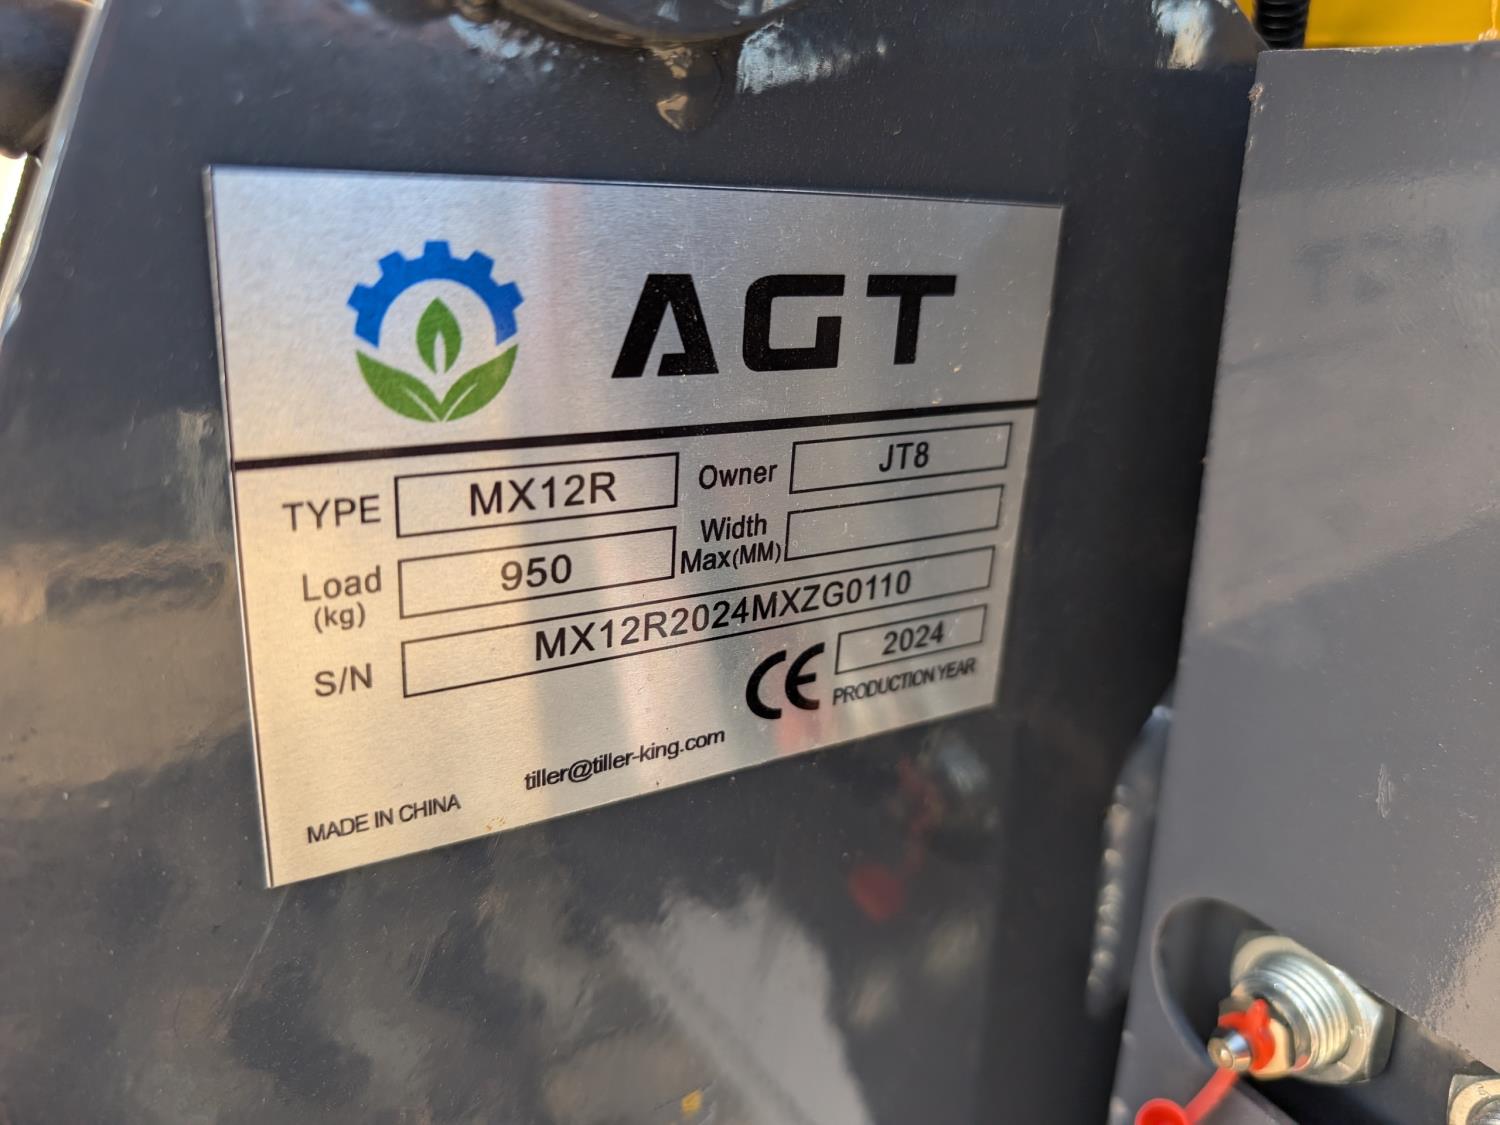 AGT
TYPE MX12R Owner JT8
Load (kg) 950 Width Max(MM)
S/N MX12R2024MXZG0110
CE 2024
PRODUCTION YEAR
tiller@tiller-king.com
MADE IN CHINA